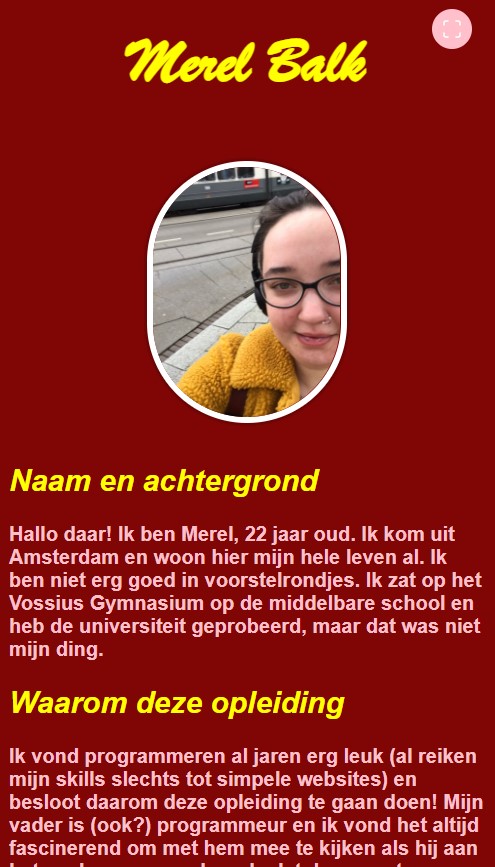 Merel Balk
Naam en achtergrond
Hallo daar! Ik ben Merel, 22 jaar oud. Ik kom uit
Amsterdam en woon hier mijn hele leven al. Ik
ben niet erg goed in voorstelrondjes. Ik zat op het
Vossius Gymnasium op de middelbare school en
heb de universiteit geprobeerd, maar dat was niet
mijn ding.
Waarom deze opleiding
Ik vond programmeren al jaren erg leuk (al reiken
mijn skills slechts tot simpele websites) en
besloot daarom deze opleiding te gaan doen! Mijn
vader is (ook?) programmeur en ik vond het altijd
fascinerend om met hem mee te kijken als hij aan